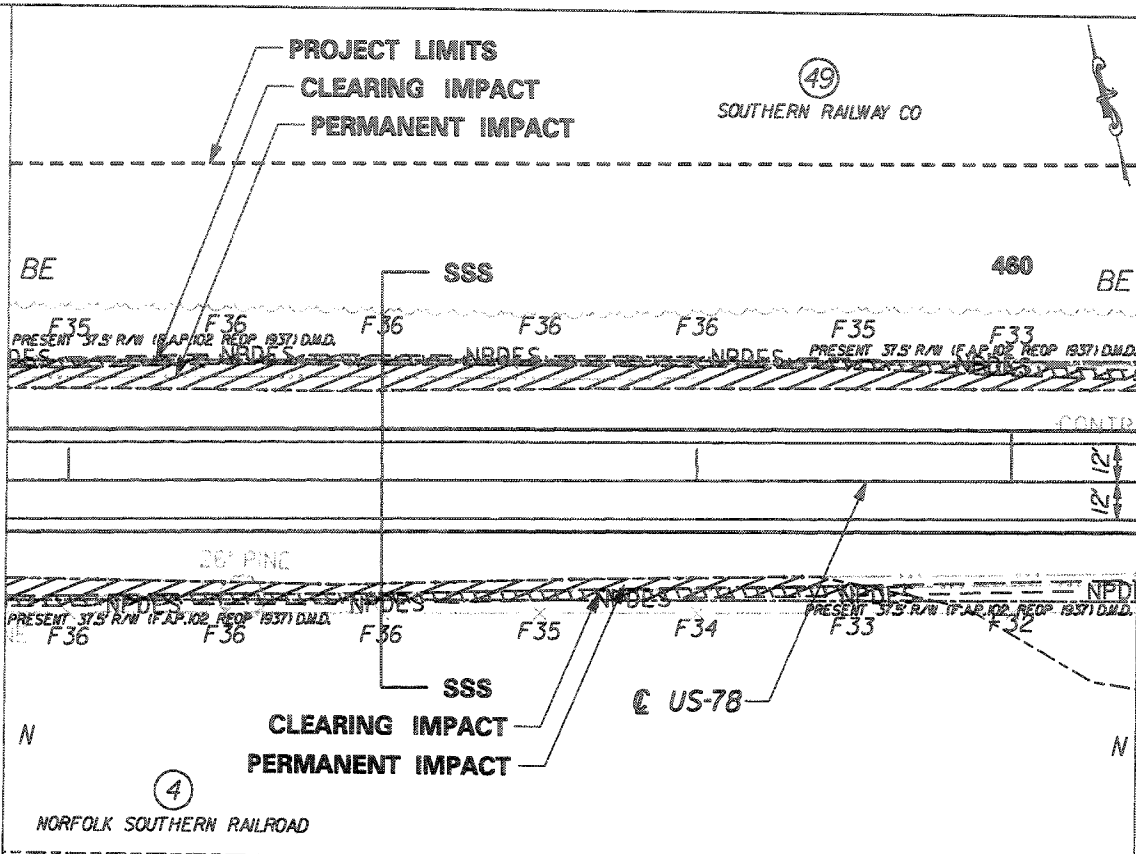 PROJECT LIMITS
CLEARING IMPACT
PERMANENT IMPACT
49
SOUTHERN RAILWAY CO
BE
SSS
460
BE
F35
F36
F36
F36
F36
F35
F33
PRESENT 37.5' R/W (F.A.P. 102 REOP 1937) D.M.D.
PRESENT 37.5' R/W (F.A.P. 102 REOP 1937) D.M.D.
NPDES
NPDES
NPDES
NPDES
12'
12'
26" PINE
NPDES
NPDES
NPDES
PRESENT 37.5' R/W (F.A.P. 102 REOP 1937) D.M.D.
PRESENT 37.5' R/W (F.A.P. 102 REOP 1937) D.M.D.
F36
F36
F36
F35
F34
F33
F32
SSS
℄ US-78
CLEARING IMPACT
PERMANENT IMPACT
N
N
4
NORFOLK SOUTHERN RAILROAD